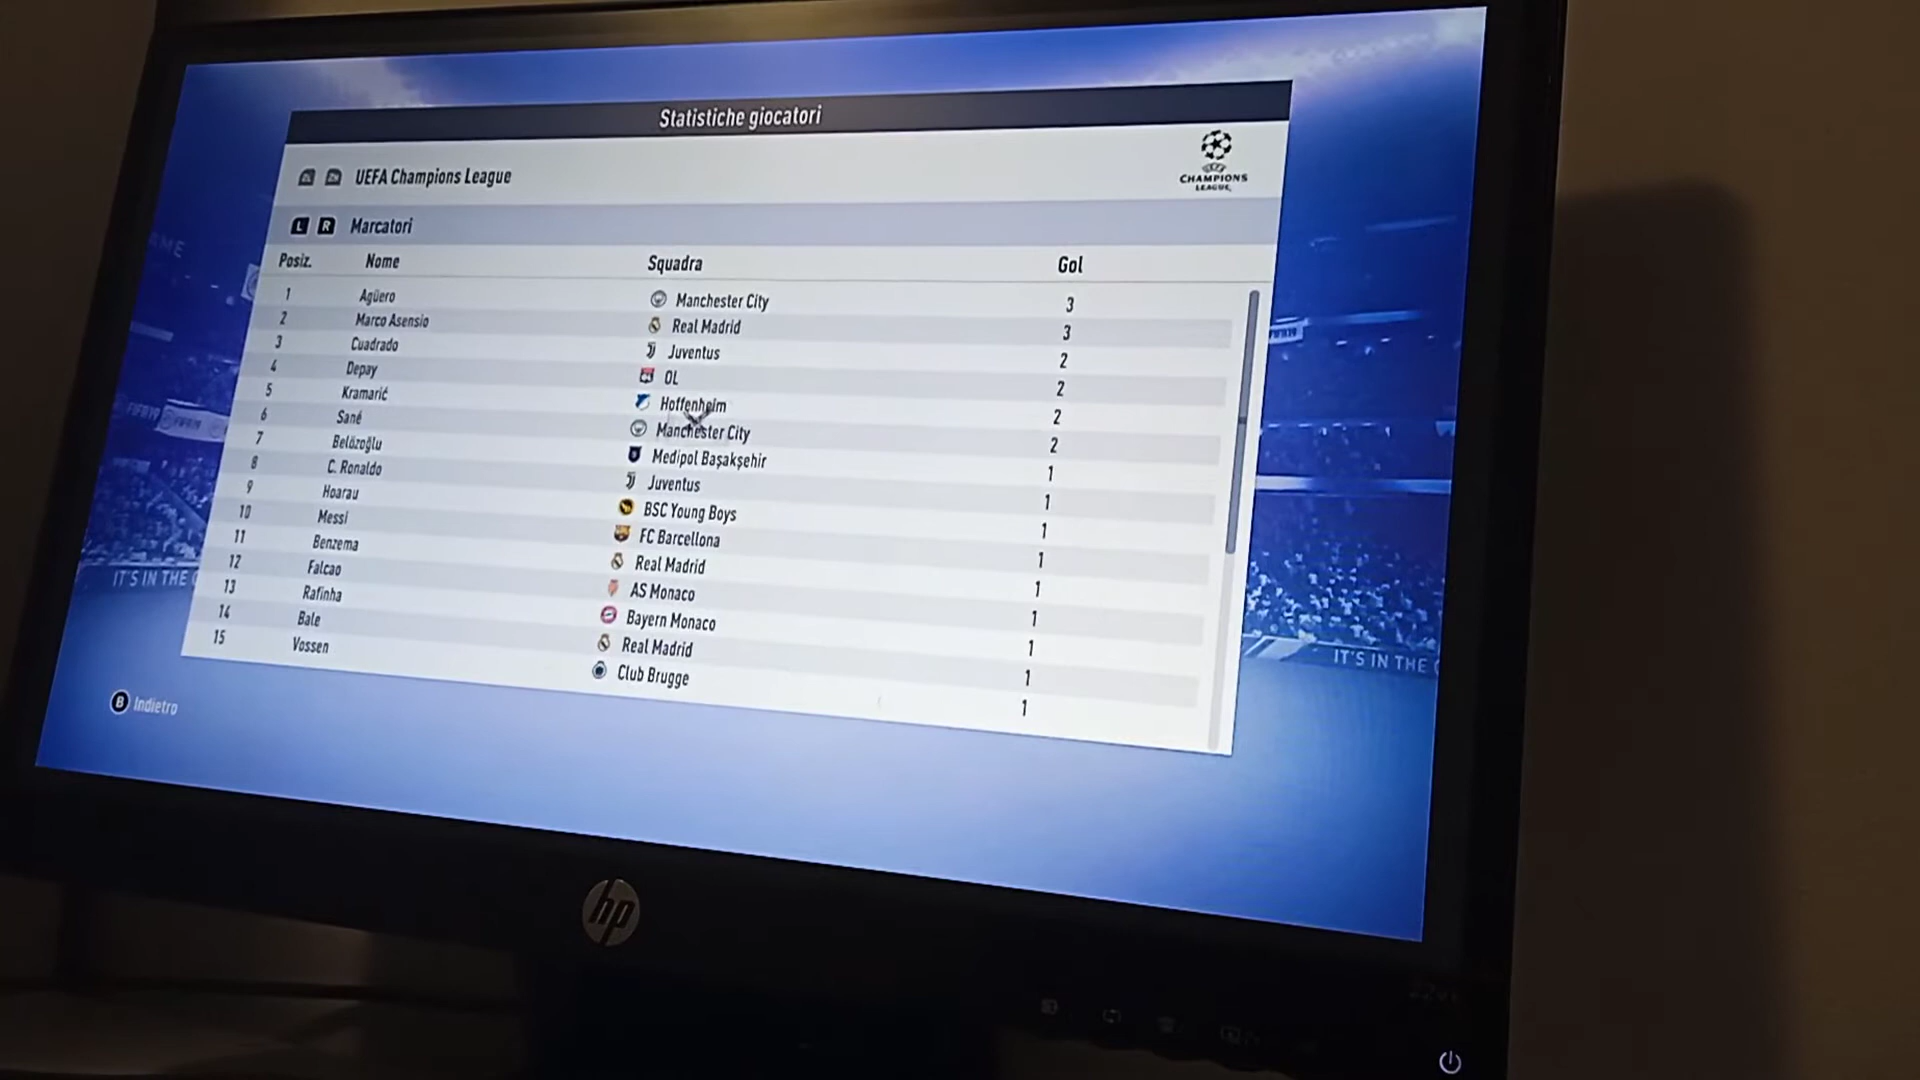 Statistiche giocatori
UEFA Champions League
CHAMPIONS
LEAGUE
L R Marcatori
Posiz. Nome Squadra Gol
1 Agüero Manchester City 3
2 Marco Asensio Real Madrid 3
3 Cuadrado Juventus 2
4 Depay OL 2
5 Kramarić Hoffenheim 2
6 Sané Manchester City 2
7 Belözoğlu Medipol Başakşehir 1
8 C. Ronaldo Juventus 1
9 Hoarau BSC Young Boys 1
10 Messi FC Barcellona 1
11 Benzema Real Madrid 1
12 Falcao AS Monaco 1
13 Rafinha Bayern Monaco 1
14 Bale Real Madrid 1
15 Vossen Club Brugge 1
B Indietro
FIFA19
FIFA19
IT'S IN THE
IT'S IN THE
hp